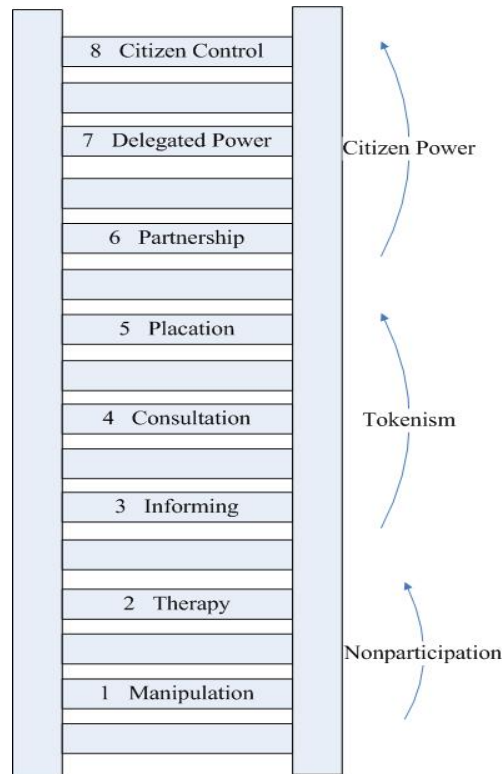 8 Citizen Control
7 Delegated Power
Citizen Power
6 Partnership
5 Placation
4 Consultation
Tokenism
3 Informing
2 Therapy
Nonparticipation
1 Manipulation